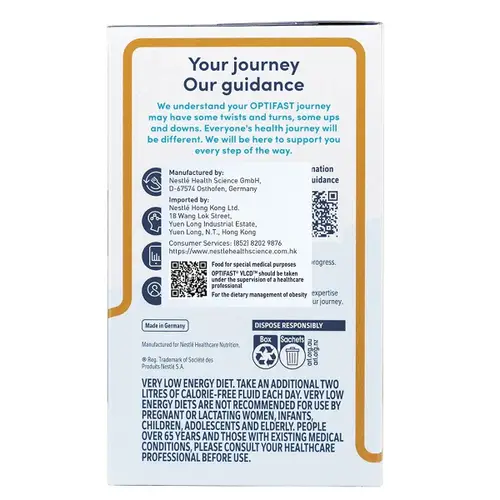 Your journey
Our guidance
We understand your OPTIFAST journey
may have some twists and turns, some ups
and downs. Everyone's health journey will
be different. We will be here to support you
every step of the way.
Manufactured by:
Nestlé Health Science GmbH,
D-67574 Osthofen, Germany
Imported by:
Nestlé Hong Kong Ltd.
18 Wang Lok Street,
Yuen Long Industrial Estate,
Yuen Long, N.T., Hong Kong
Consumer Services: (852) 8202 9876
https://www.nestlehealthscience.com.hk
Food for special medical purposes
OPTIFAST® VLCD™ should be taken
under the supervision of a healthcare
professional
For the dietary management of obesity
guidance
progress.
expertise
journey.
Made in Germany
Manufactured for Nestlé Healthcare Nutrition.
® Reg. Trademark of Société des
Produits Nestlé S.A.
DISPOSE RESPONSIBLY
Box
Sachets
arl.org.au
arl.org.nz
VERY LOW ENERGY DIET. TAKE AN ADDITIONAL TWO
LITRES OF CALORIE-FREE FLUID EACH DAY. VERY LOW
ENERGY DIETS ARE NOT RECOMMENDED FOR USE BY
PREGNANT OR LACTATING WOMEN, INFANTS,
CHILDREN, ADOLESCENTS AND ELDERLY. PEOPLE
OVER 65 YEARS AND THOSE WITH EXISTING MEDICAL
CONDITIONS, PLEASE CONSULT YOUR HEALTHCARE
PROFESSIONAL BEFORE USE.